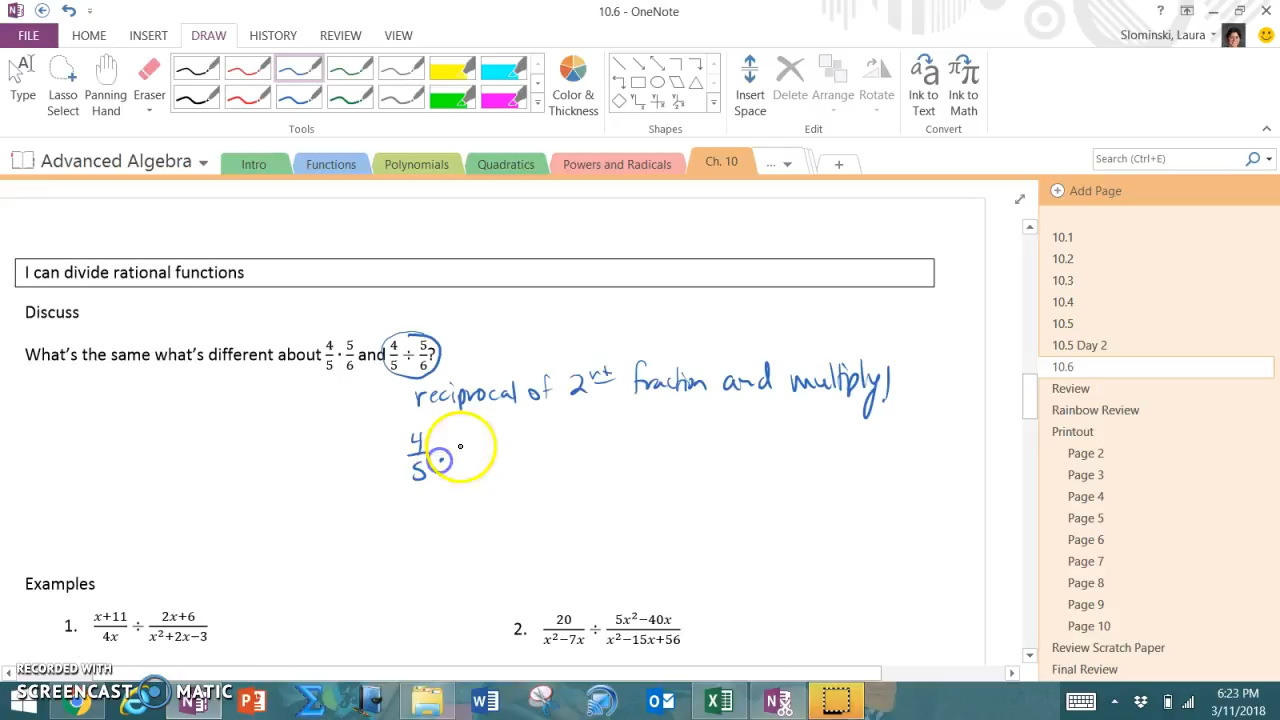 10.6 - OneNote
?
FILE HOME INSERT DRAW HISTORY REVIEW VIEW
Slominski, Laura
Type Lasso Select Panning Hand Eraser
Color & Thickness
Insert Space Delete Arrange Rotate
Ink to Text Ink to Math
Tools Shapes Edit Convert
Advanced Algebra Intro Functions Polynomials Quadratics Powers and Radicals Ch. 10 ... +
Search (Ctrl+E)
Add Page
10.1
10.2
10.3
10.4
10.5
10.5 Day 2
10.6
Review
Rainbow Review
Printout
Page 2
Page 3
Page 4
Page 5
Page 6
Page 7
Page 8
Page 9
Page 10
Review Scratch Paper
Final Review
I can divide rational functions
Discuss
What's the same what's different about 4/5 · 5/6 and 4/5 ÷ 5/6?
reciprocal of 2nd fraction and multiply!
4/5 ·
Examples
1. x+11/4x ÷ 2x+6/x²+2x−3
2. 20/x²−7x ÷ 5x²−40x/x²−15x+56
RECORDED WITH
SCREENCAST MATIC
6:23 PM
3/11/2018